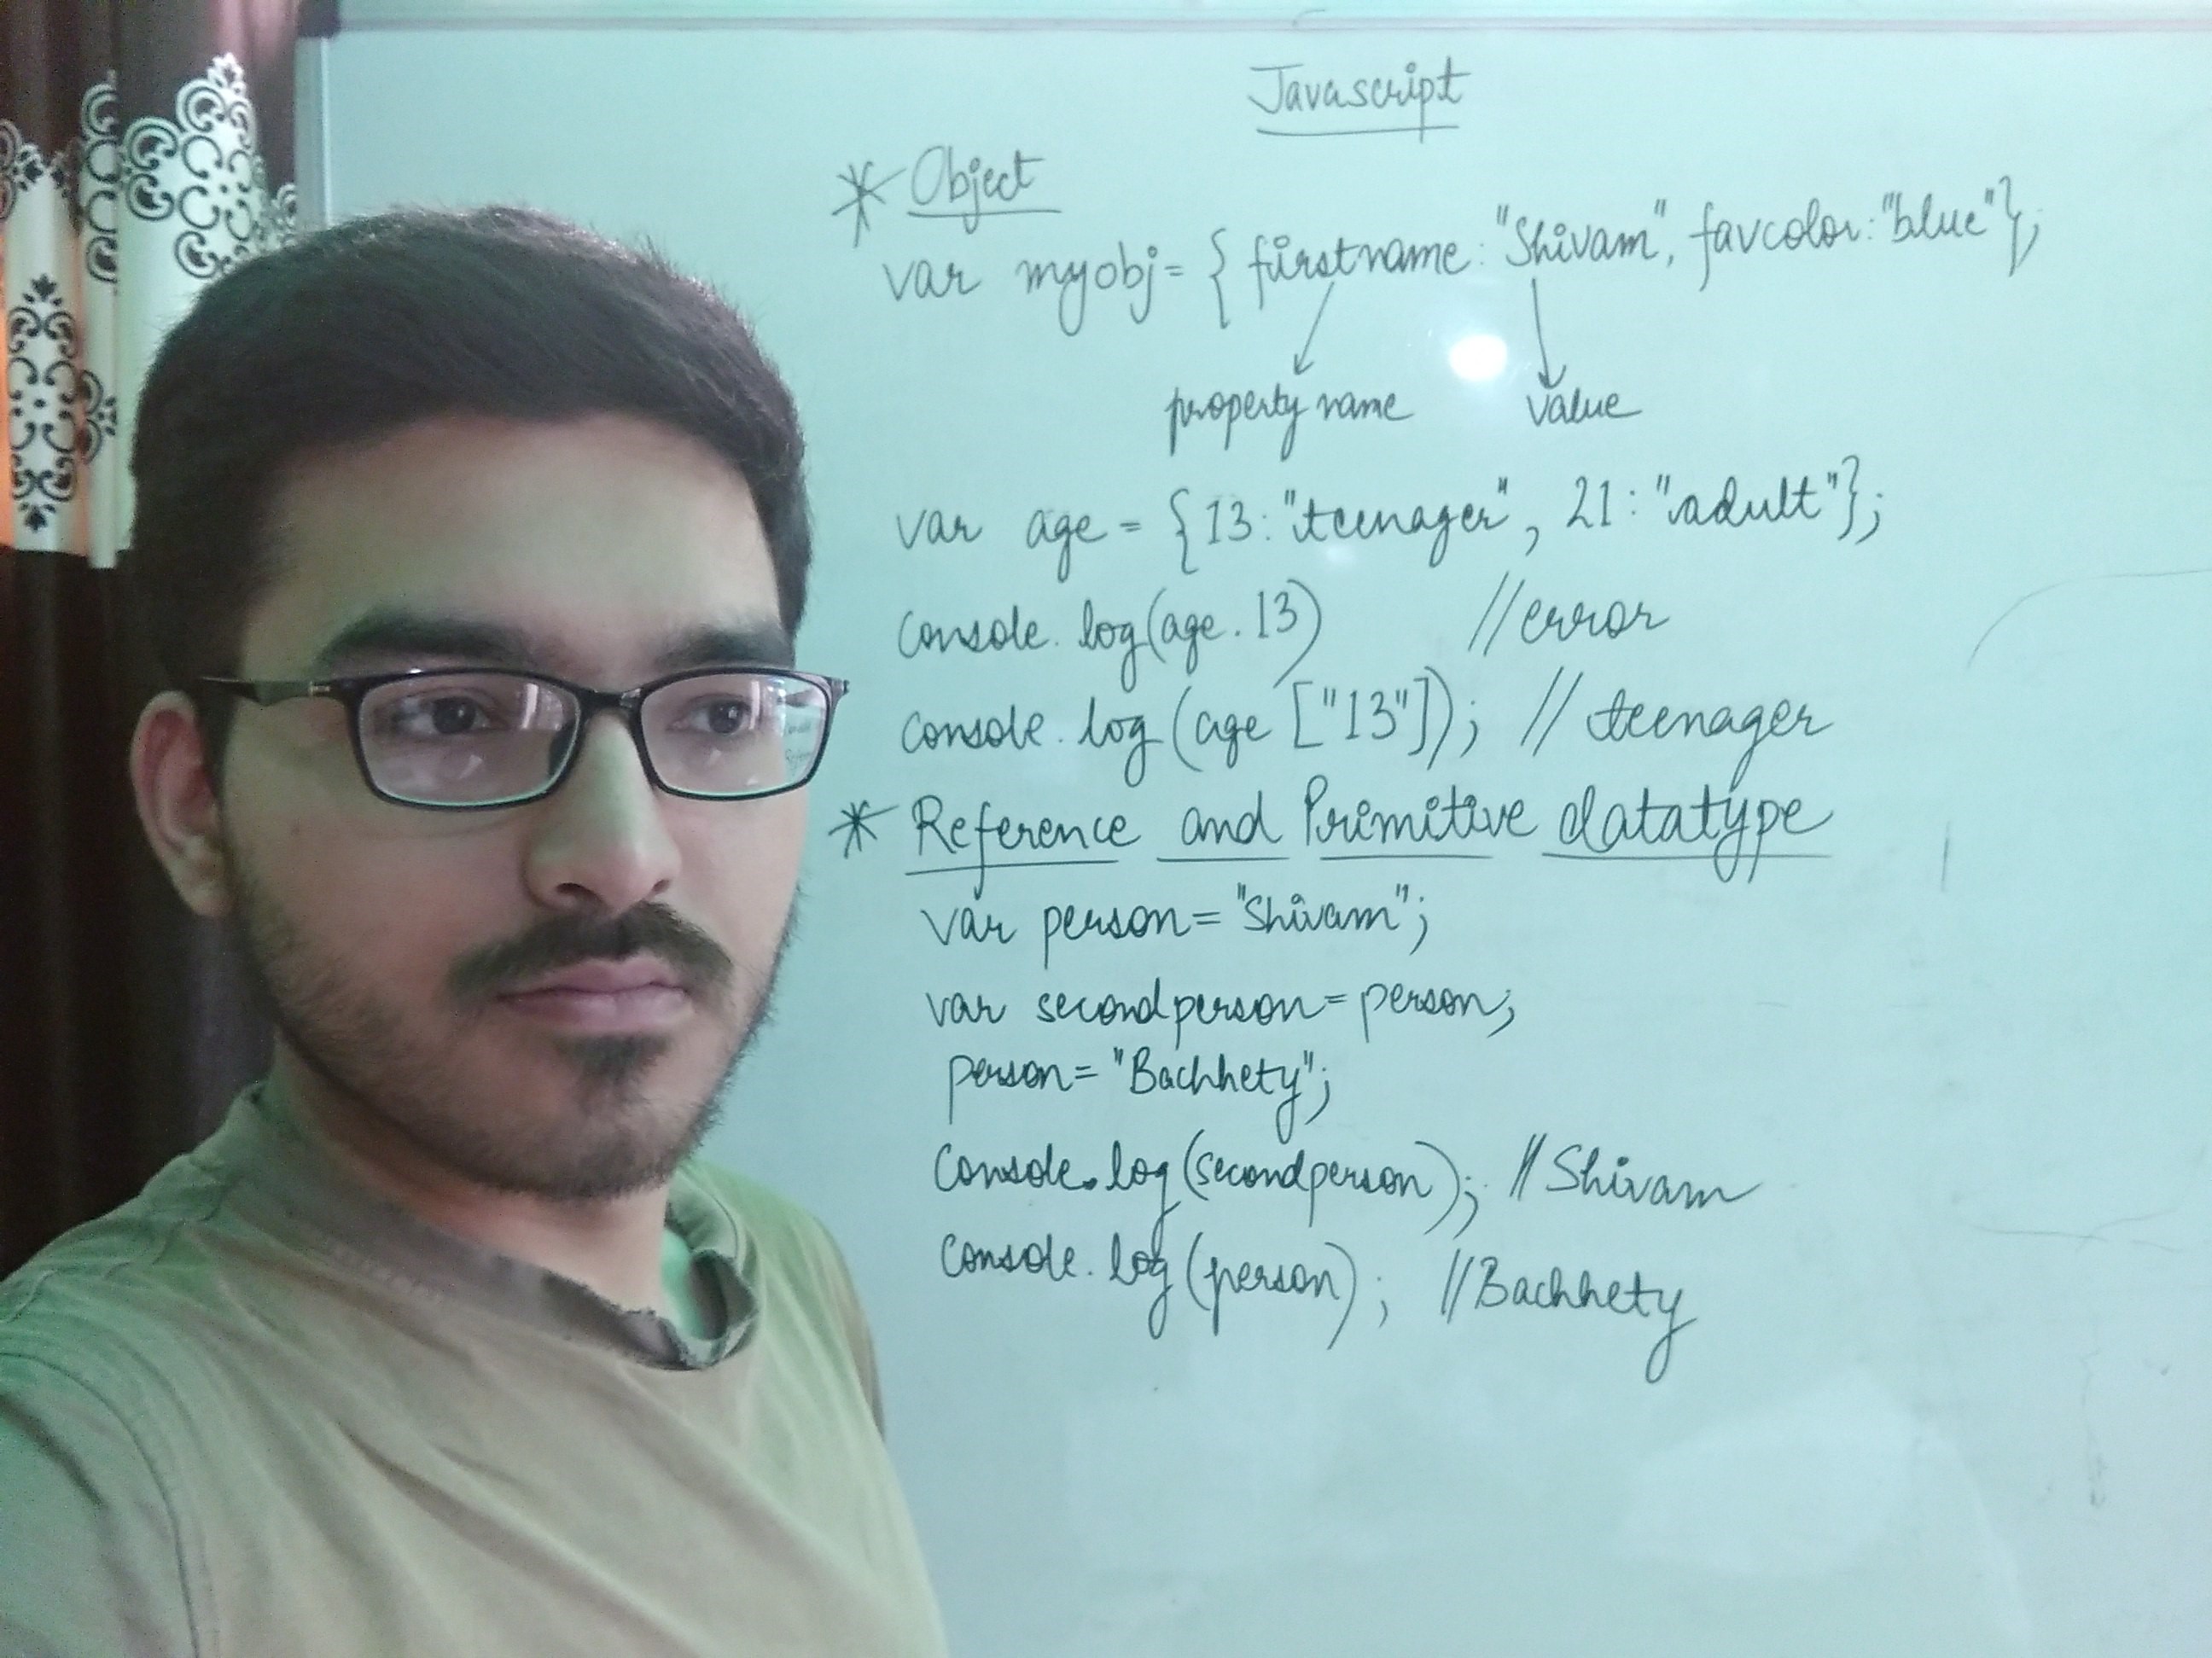 Javascript
* Object
var myobj= { firstname: "Shivam", favcolor: "blue"};
property name value
var age = {13: "teenager", 21: "adult"};
console.log(age.13) //error
console.log(age ["13"]); // teenager
* Reference and Primitive datatype
var person= "Shivam";
var secondperson=person;
person= "Bachhety";
Console.log(secondperson); //Shivam
Console.log(person); //Bachhety